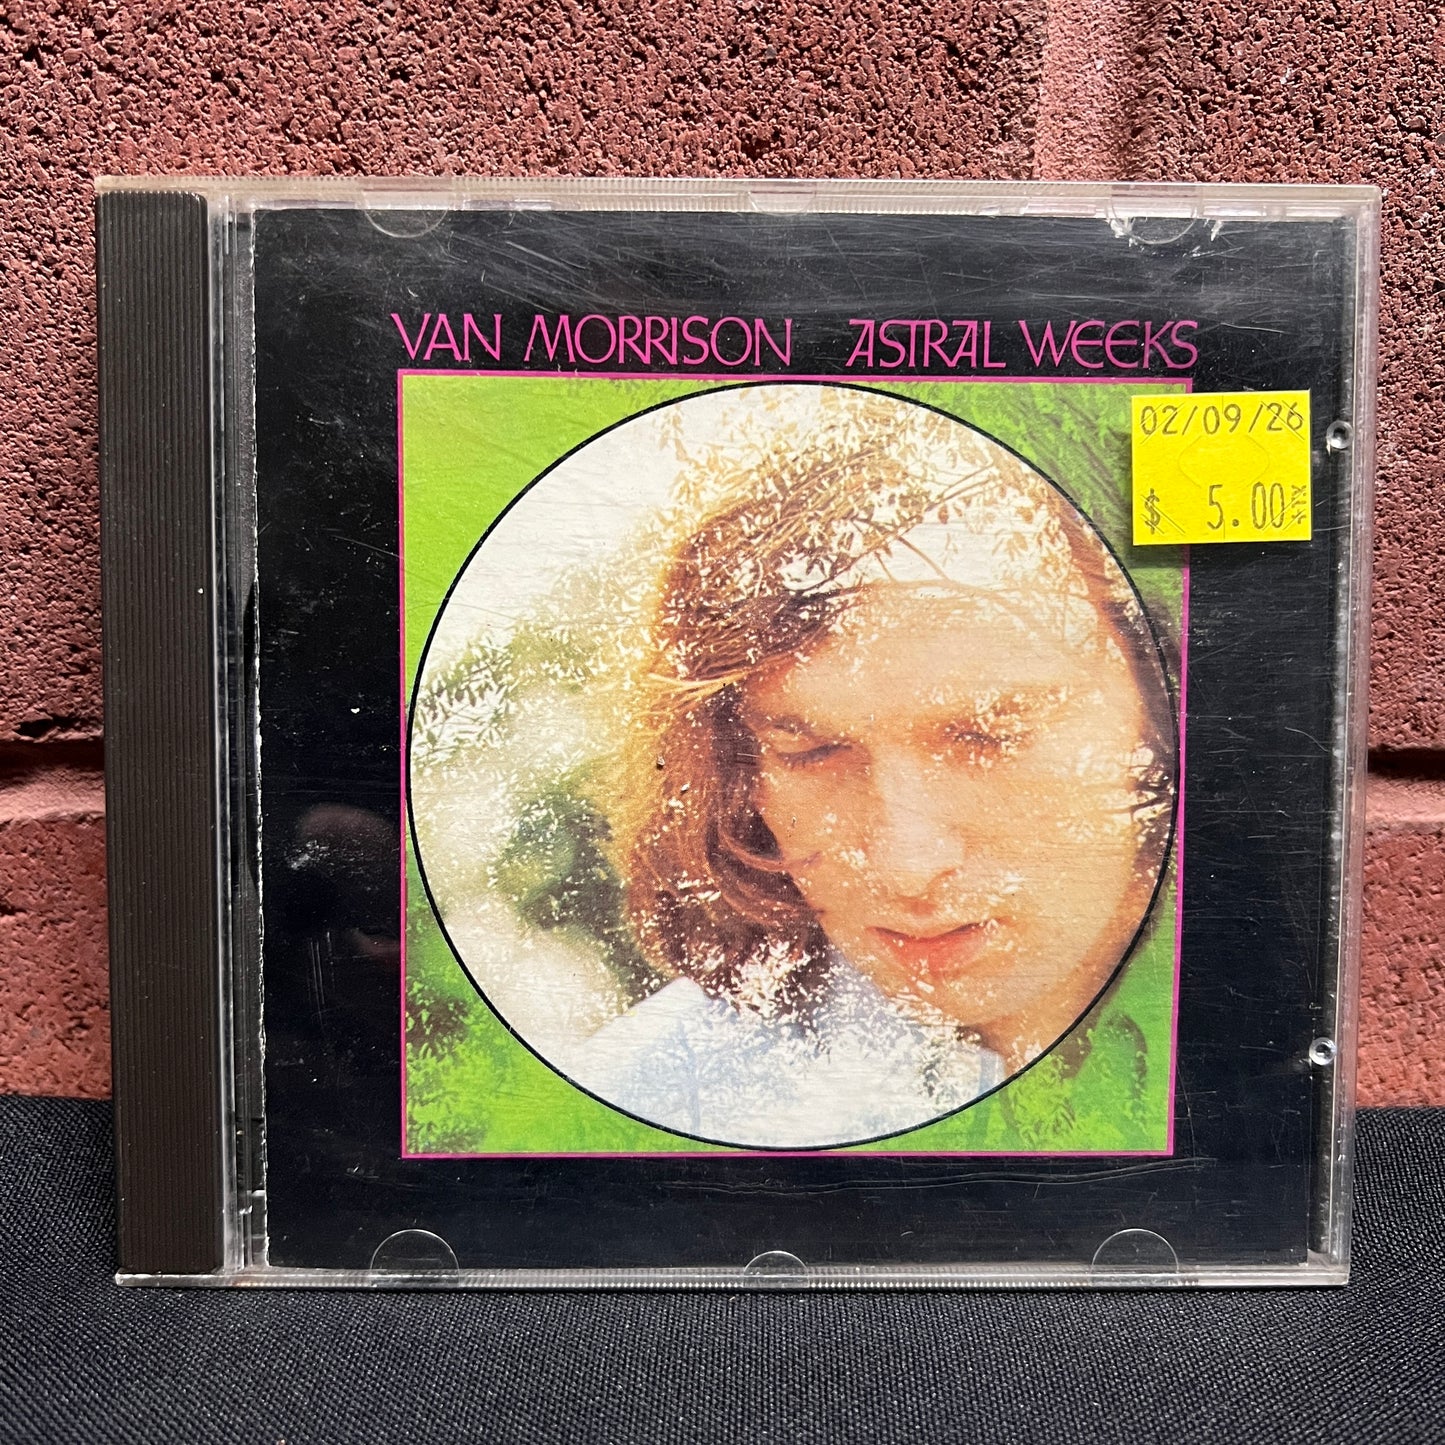 VAN MORRISON ASTRAL WEEKS
02/09/26
$ 5.00